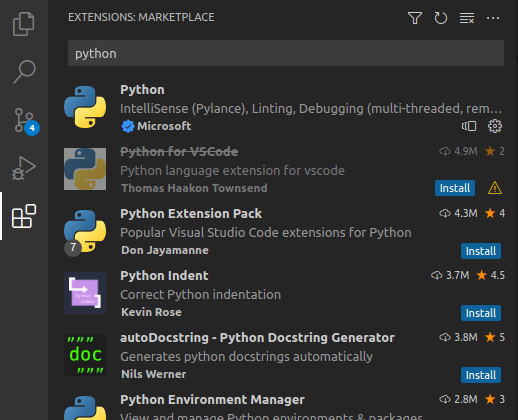 EXTENSIONS: MARKETPLACE
python
Python
IntelliSense (Pylance), Linting, Debugging (multi-threaded, rem...
Microsoft
4
Python for VSCode 4.9M 2
Python language extension for vscode
Thomas Haakon Townsend Install
Python Extension Pack 4.3M 4
Popular Visual Studio Code extensions for Python
7
Don Jayamanne Install
Python Indent 3.7M 4.5
Correct Python indentation
Kevin Rose Install
autoDocstring - Python Docstring Generator 3.8M 5
"""
doc
"""
Generates python docstrings automatically
Nils Werner Install
Python Environment Manager 2.8M 3
View and manage Python environments & packages